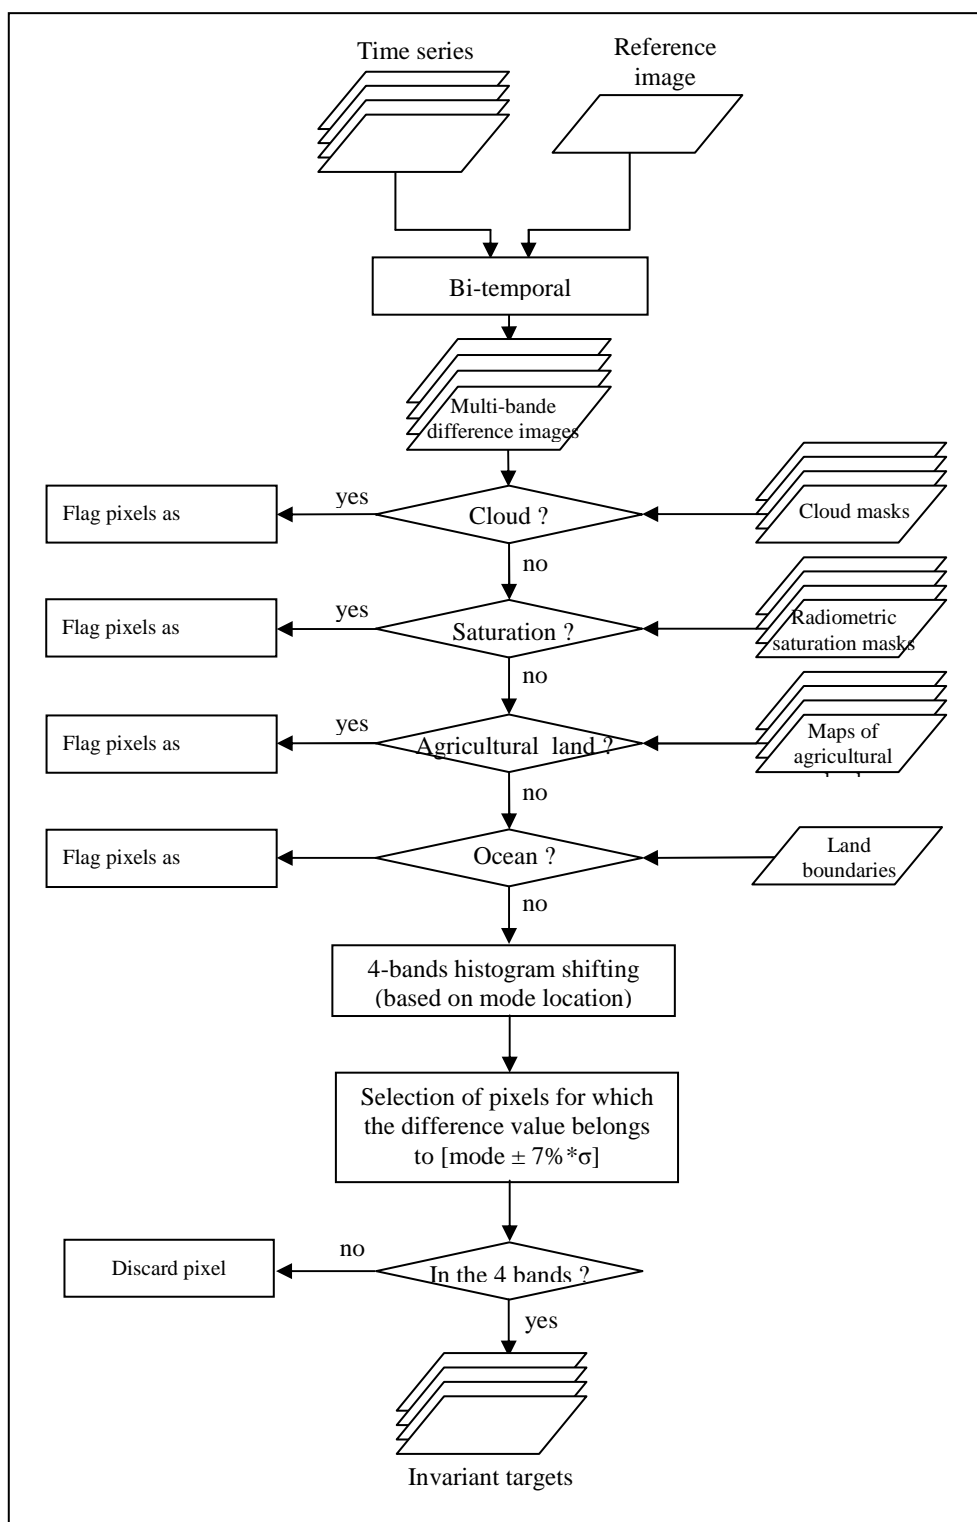 Time series
Reference
image
Bi-temporal
Multi-bande
difference images
yes
Flag pixels as
Cloud ?
Cloud masks
no
yes
Flag pixels as
Saturation ?
Radiometric
saturation masks
no
yes
Flag pixels as
Agricultural land ?
Maps of
agricultural
no
Flag pixels as
Ocean ?
Land
boundaries
no
4-bands histogram shifting
(based on mode location)
Selection of pixels for which
the difference value belongs
to [mode ± 7%*σ]
no
Discard pixel
In the 4 bands ?
yes
Invariant targets